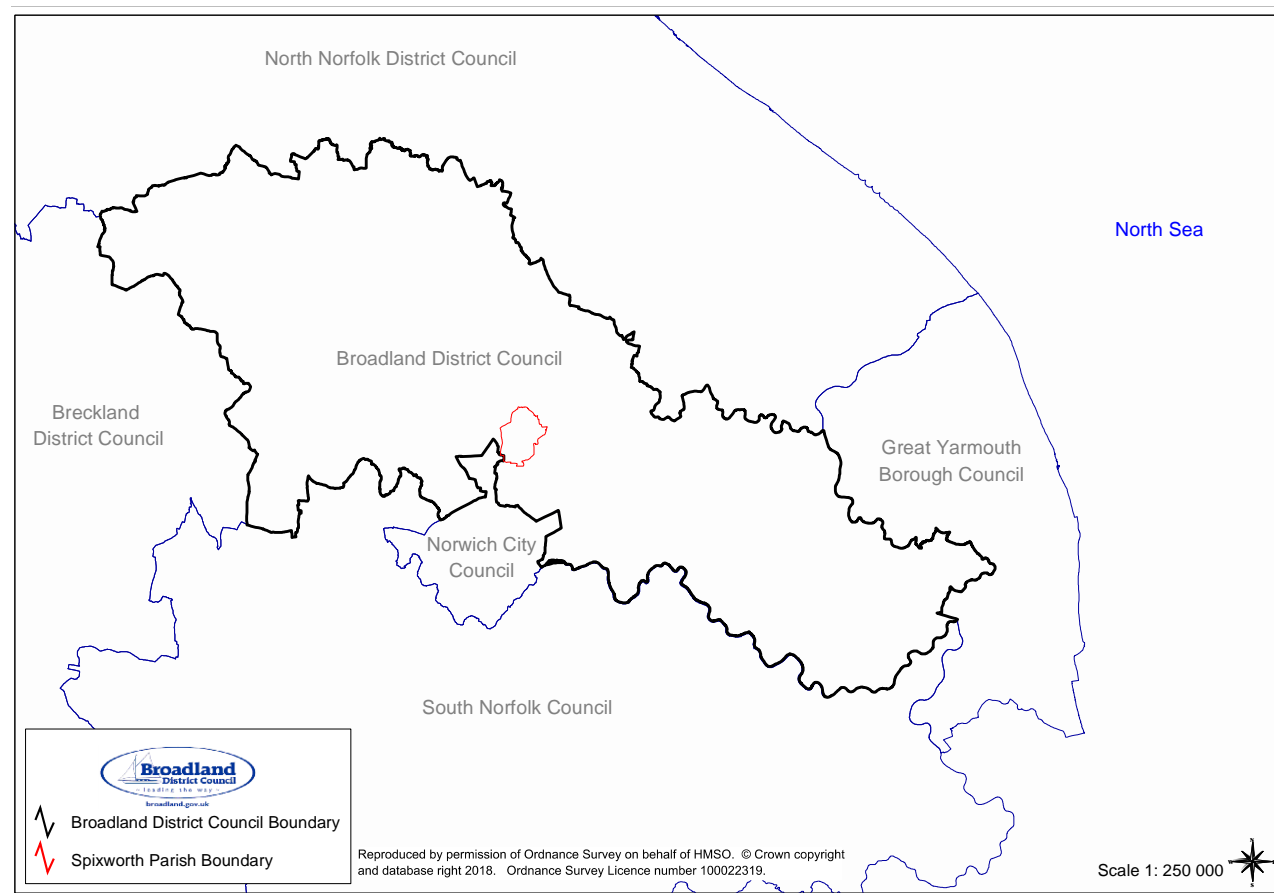 North Norfolk District Council
North Sea
Broadland District Council
Breckland
District Council
Great Yarmouth
Borough Council
Norwich City
Council
South Norfolk Council
Broadland
District Council
- leading the way -
broadland.gov.uk
Broadland District Council Boundary
Spixworth Parish Boundary
Reproduced by permission of Ordnance Survey on behalf of HMSO. © Crown copyright
and database right 2018. Ordnance Survey Licence number 100022319.
Scale 1: 250 000